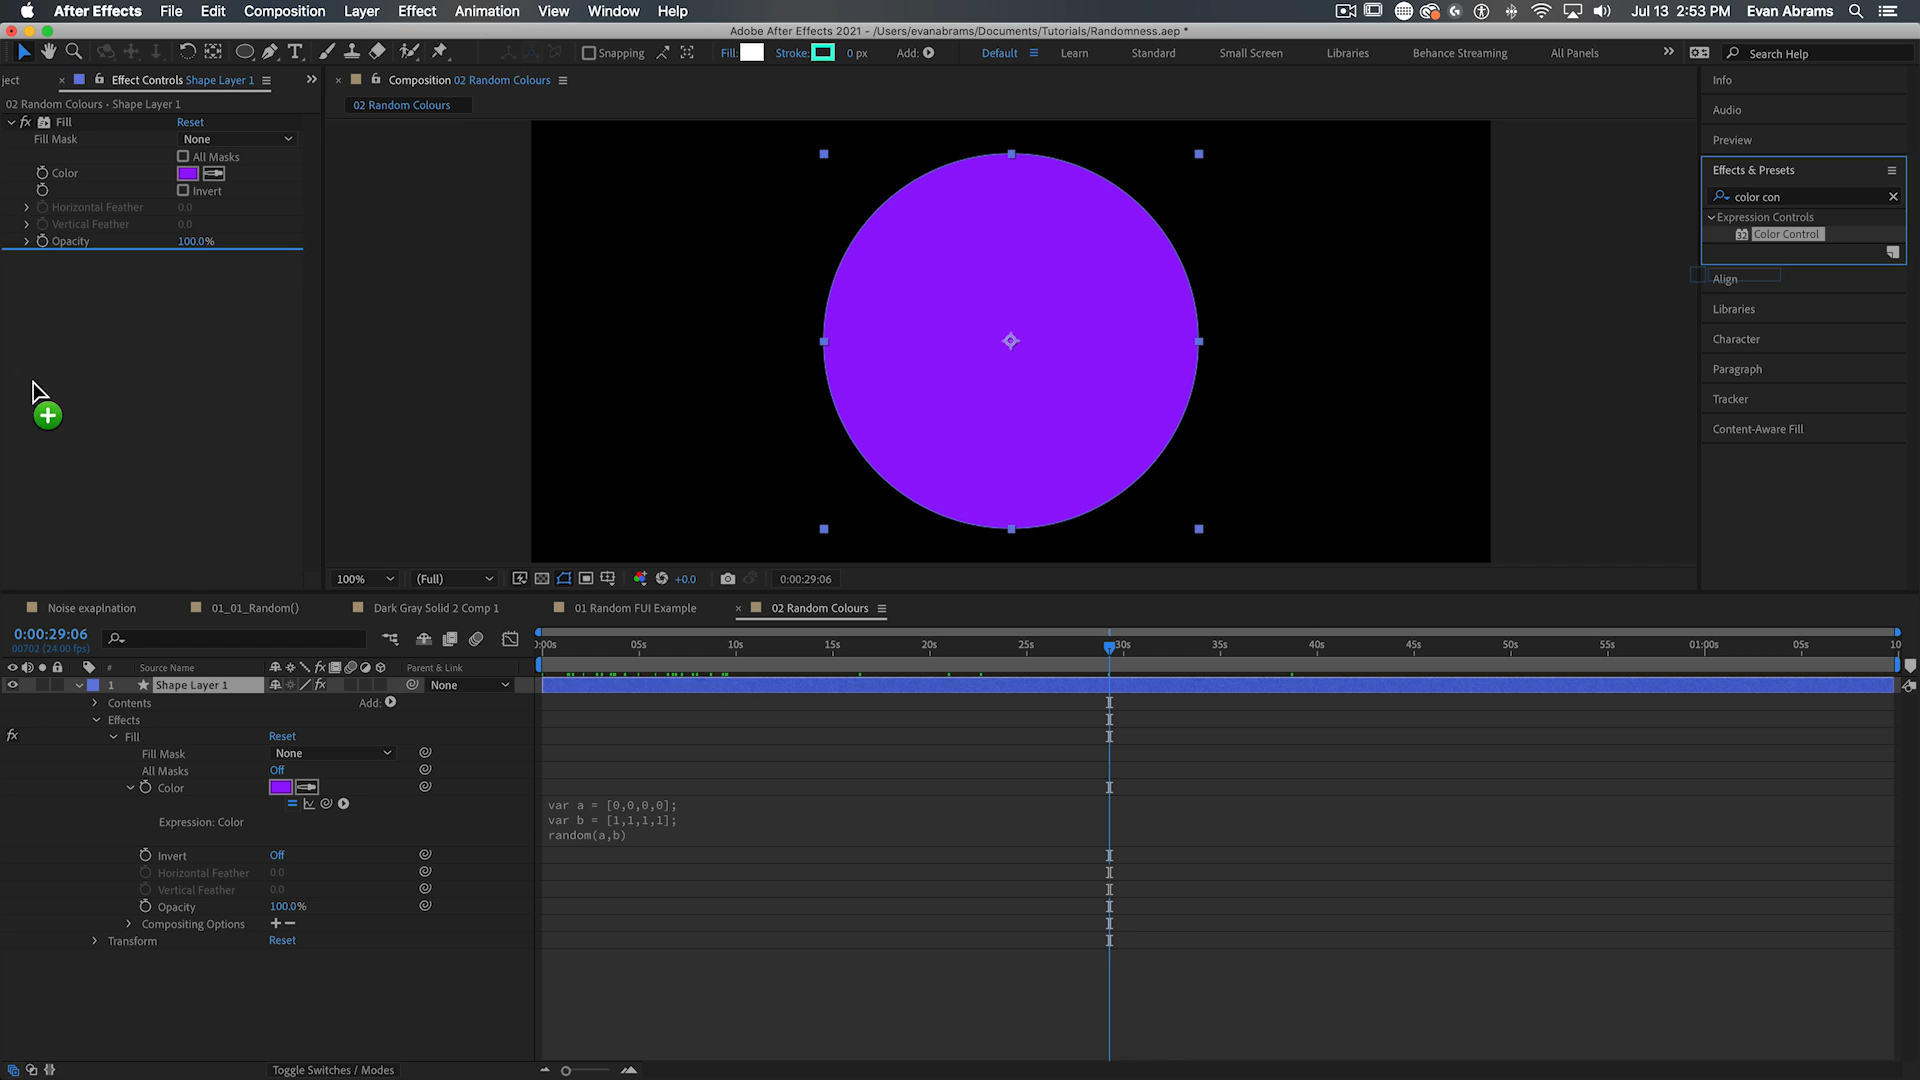 After Effects File Edit Composition Layer Effect Animation View Window Help Jul 13 2:53 PM Evan Abrams
Adobe After Effects 2021 - /Users/evanabrams/Documents/Tutorials/Randomness.aep *
Snapping Fill: Stroke: 0 px Add: Default Learn Standard Small Screen Libraries Behance Streaming All Panels Search Help
ject Effect Controls Shape Layer 1
02 Random Colours • Shape Layer 1
fx Fill Reset
Fill Mask None
All Masks
Color
Invert
Horizontal Feather 0.0
Vertical Feather 0.0
Opacity 100.0%
Composition 02 Random Colours
02 Random Colours
100% (Full) +0.0 0:00:29:06
Info
Audio
Preview
Effects & Presets
color con
Expression Controls
32 Color Control
Align
Libraries
Character
Paragraph
Tracker
Content-Aware Fill
Noise exaplnation 01_01_Random() Dark Gray Solid 2 Comp 1 01 Random FUI Example 02 Random Colours
0:00:29:06
00702 (24.00 fps)
):00s 05s 10s 15s 20s 25s 30s 35s 40s 45s 50s 55s 01:00s 05s 10
# Source Name fx Parent & Link
1 Shape Layer 1 fx None
Contents Add:
Effects
fx Fill Reset
Fill Mask None
All Masks Off
Color
Expression: Color
var a = [0,0,0,0];
var b = [1,1,1,1];
random(a,b)
Invert Off
Horizontal Feather 0.0
Vertical Feather 0.0
Opacity 100.0%
Compositing Options
Transform Reset
Toggle Switches / Modes